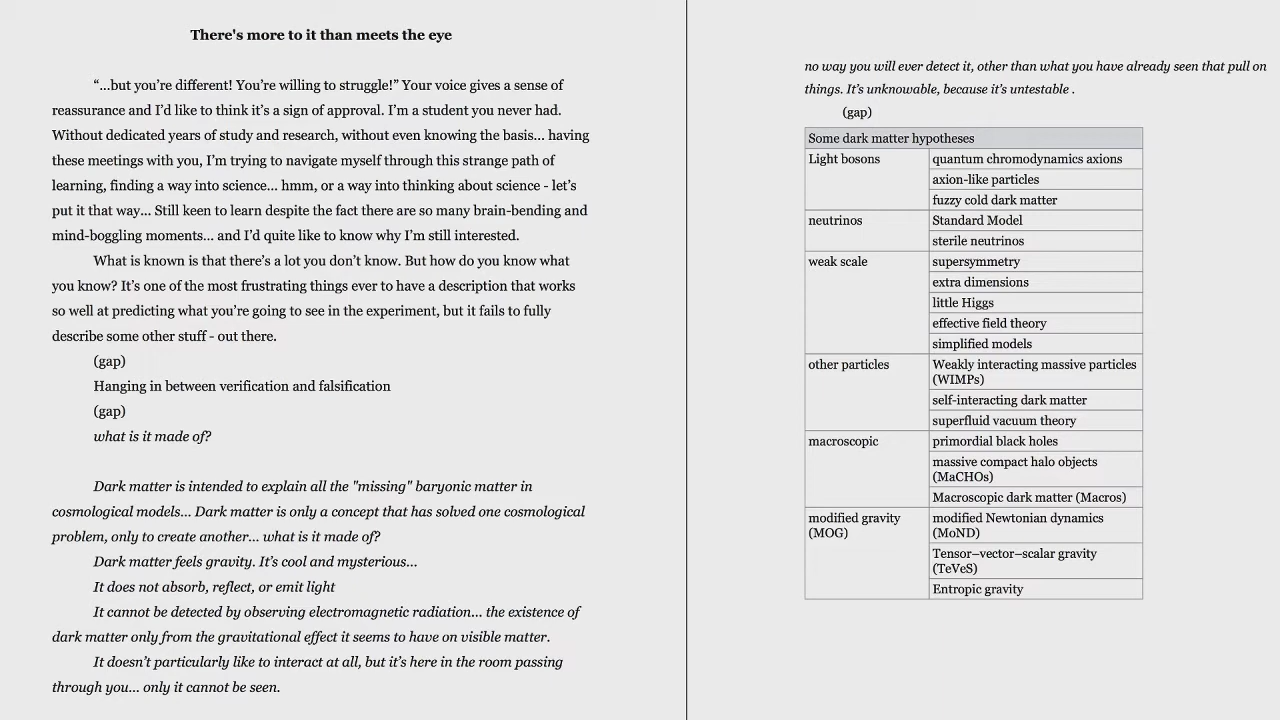 There's more to it than meets the eye
“...but you’re different! You’re willing to struggle!” Your voice gives a sense of
reassurance and I’d like to think it’s a sign of approval. I’m a student you never had.
Without dedicated years of study and research, without even knowing the basis... having
these meetings with you, I’m trying to navigate myself through this strange path of
learning, finding a way into science... hmm, or a way into thinking about science - let’s
put it that way... Still keen to learn despite the fact there are so many brain-bending and
mind-boggling moments... and I’d quite like to know why I’m still interested.
What is known is that there’s a lot you don’t know. But how do you know what
you know? It’s one of the most frustrating things ever to have a description that works
so well at predicting what you’re going to see in the experiment, but it fails to fully
describe some other stuff - out there.
(gap)
Hanging in between verification and falsification
(gap)
what is it made of?
Dark matter is intended to explain all the "missing" baryonic matter in
cosmological models... Dark matter is only a concept that has solved one cosmological
problem, only to create another... what is it made of?
Dark matter feels gravity. It’s cool and mysterious...
It does not absorb, reflect, or emit light
It cannot be detected by observing electromagnetic radiation... the existence of
dark matter only from the gravitational effect it seems to have on visible matter.
It doesn’t particularly like to interact at all, but it’s here in the room passing
through you... only it cannot be seen.
no way you will ever detect it, other than what you have already seen that pull on
things. It’s unknowable, because it’s untestable .
(gap)
Some dark matter hypotheses
Light bosons quantum chromodynamics axions
axion-like particles
fuzzy cold dark matter
neutrinos Standard Model
sterile neutrinos
weak scale supersymmetry
extra dimensions
little Higgs
effective field theory
simplified models
other particles Weakly interacting massive particles
(WIMPs)
self-interacting dark matter
superfluid vacuum theory
macroscopic primordial black holes
massive compact halo objects
(MaCHOs)
Macroscopic dark matter (Macros)
modified gravity modified Newtonian dynamics
(MOG) (MoND)
Tensor–vector–scalar gravity
(TeVeS)
Entropic gravity